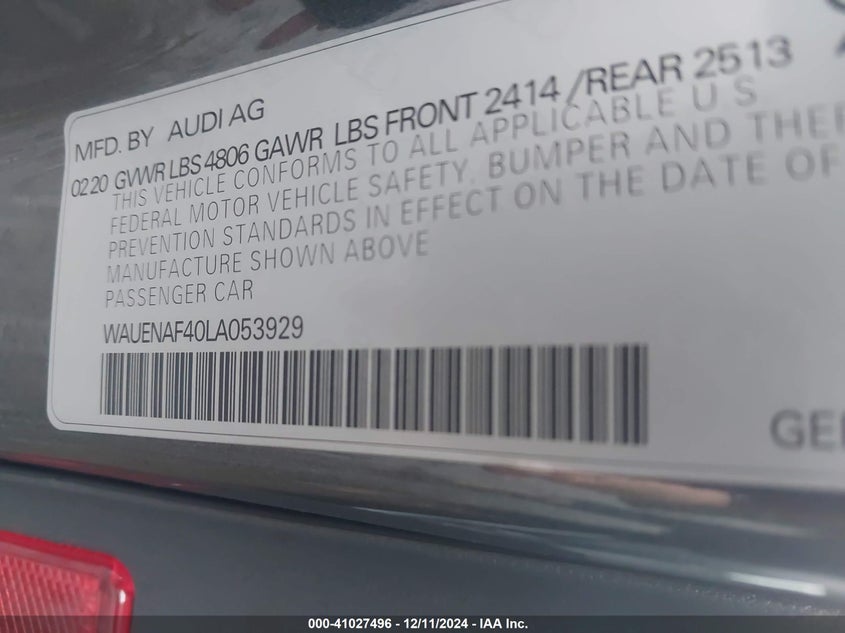 MFD. BY AUDI AG
02 20 GVWR LBS 4806 GAWR LBS FRONT 2414 /REAR 2513
THIS VEHICLE CONFORMS TO ALL APPLICABLE U S
FEDERAL MOTOR VEHICLE SAFETY. BUMPER AND
PREVENTION STANDARDS IN EFFECT ON THE DATE OF
MANUFACTURE SHOWN ABOVE
PASSENGER CAR
WAUENAF40LA053929
000-41027496 - 12/11/2024 - IAA Inc.